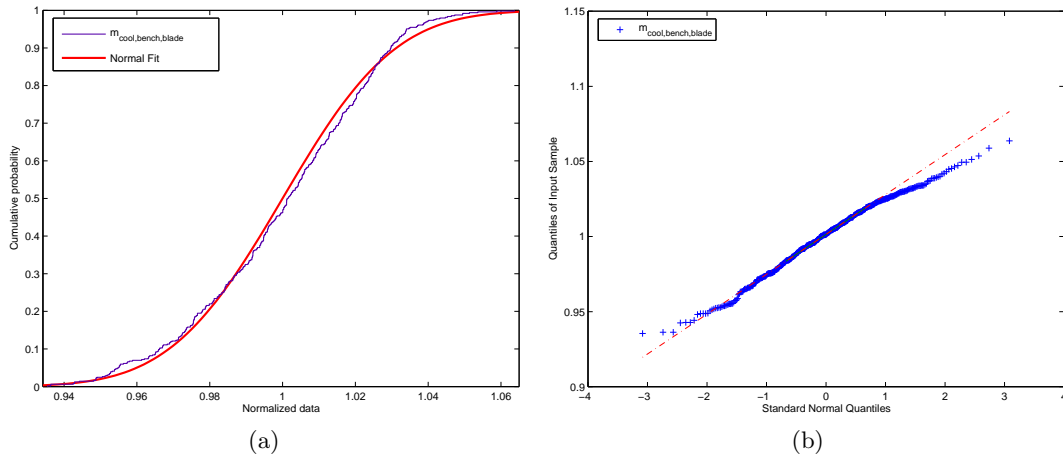 m_cool,bench,blade
Normal Fit
Cumulative probability
1
0.9
0.8
0.7
0.6
0.5
0.4
0.3
0.2
0.1
0
0.94 0.96 0.98 1 1.02 1.04 1.06
Normalized data
(a)
m_cool,bench,blade
Quantiles of Input Sample
1.15
1.1
1.05
1
0.95
0.9
−4 −3 −2 −1 0 1 2 3 4
Standard Normal Quantiles
(b)